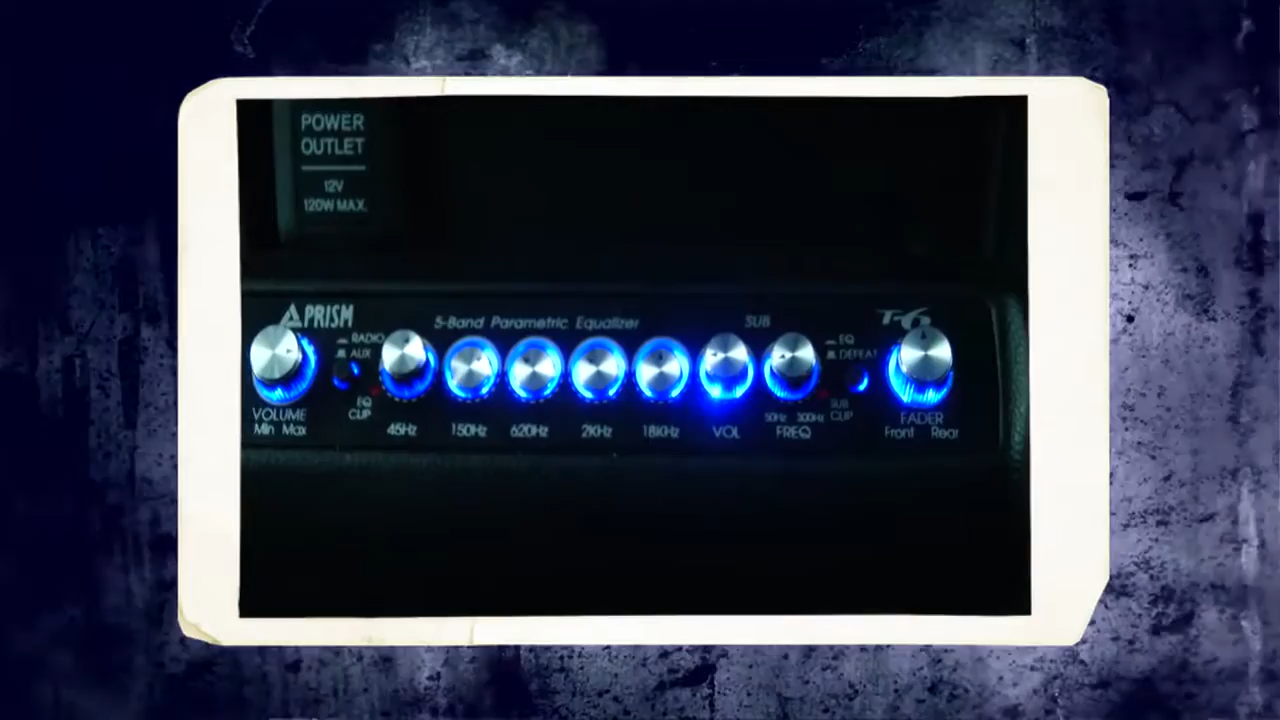 POWER
OUTLET
12V
120W MAX.
PRISM
5-Band Parametric Equalizer
SUB
T-6
RADIO
AUX
EQ
DEFEAT
EQ
CLIP
SUB
CLIP
VOLUME
Min Max
45Hz
150Hz
620Hz
2KHz
18KHz
VOL
50Hz 300Hz
FREQ
FADER
Front Rear